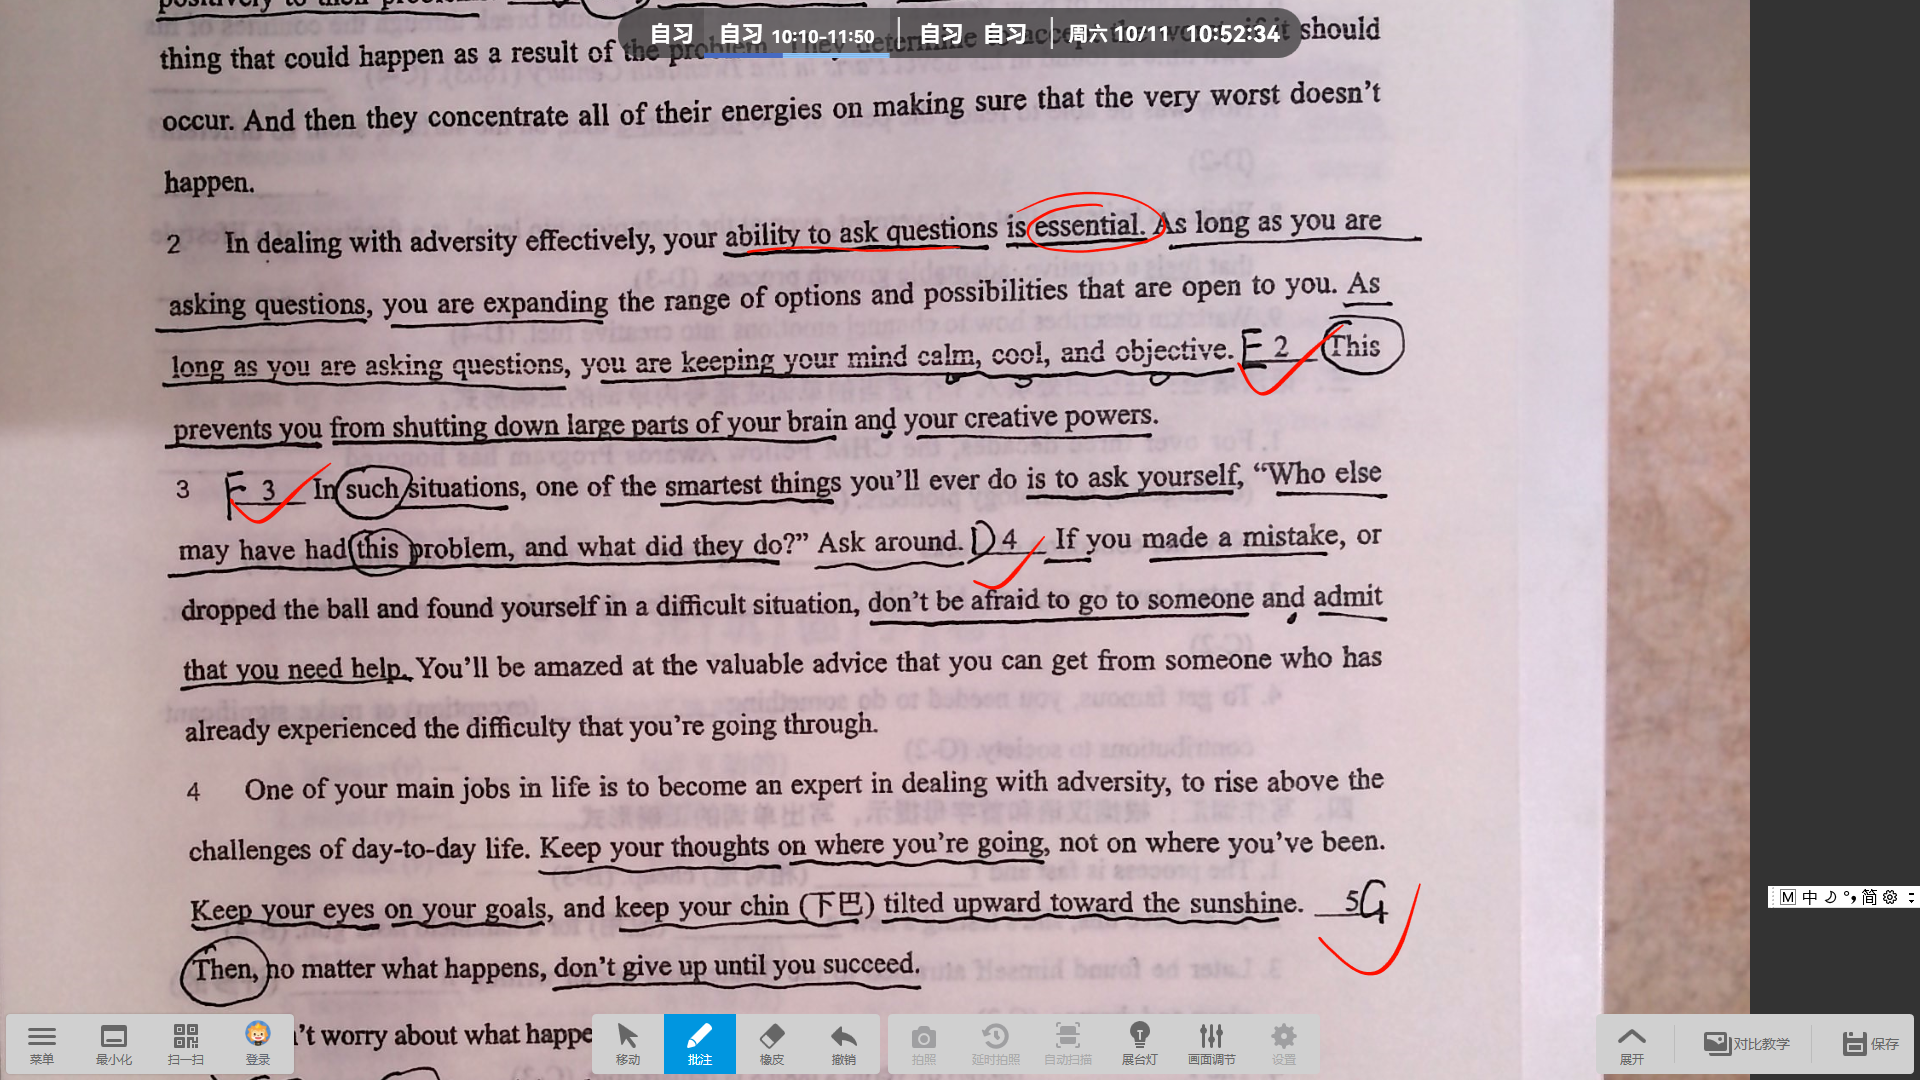 自习 自习 10:10-11:50 自习 自习 周六 10/11 10:52:34
thing that could happen as a result of the should
occur. And then they concentrate all of their energies on making sure that the very worst doesn't
happen.
2 In dealing with adversity effectively, your ability to ask questions is essential. As long as you are
asking questions, you are expanding the range of options and possibilities that are open to you. As
long as you are asking questions, you are keeping your mind calm, cool, and objective. E 2 This
prevents you from shutting down large parts of your brain and your creative powers.
3 F 3 In such situations, one of the smartest things you'll ever do is to ask yourself, “Who else
may have had this problem, and what did they do?” Ask around. D 4 If you made a mistake, or
dropped the ball and found yourself in a difficult situation, don't be afraid to go to someone and admit
that you need help. You'll be amazed at the valuable advice that you can get from someone who has
already experienced the difficulty that you're going through.
4 One of your main jobs in life is to become an expert in dealing with adversity, to rise above the
challenges of day-to-day life. Keep your thoughts on where you're going, not on where you've been.
Keep your eyes on your goals, and keep your chin (下巴) tilted upward toward the sunshine. 5G
Then, no matter what happens, don't give up until you succeed.
't worry about what happe
M 中 简
菜单 最小化 扫一扫 登录 移动 批注 橡皮 撤销 拍照 延时拍照 自动扫描 展台灯 画面调节 设置 展开 对比教学 保存